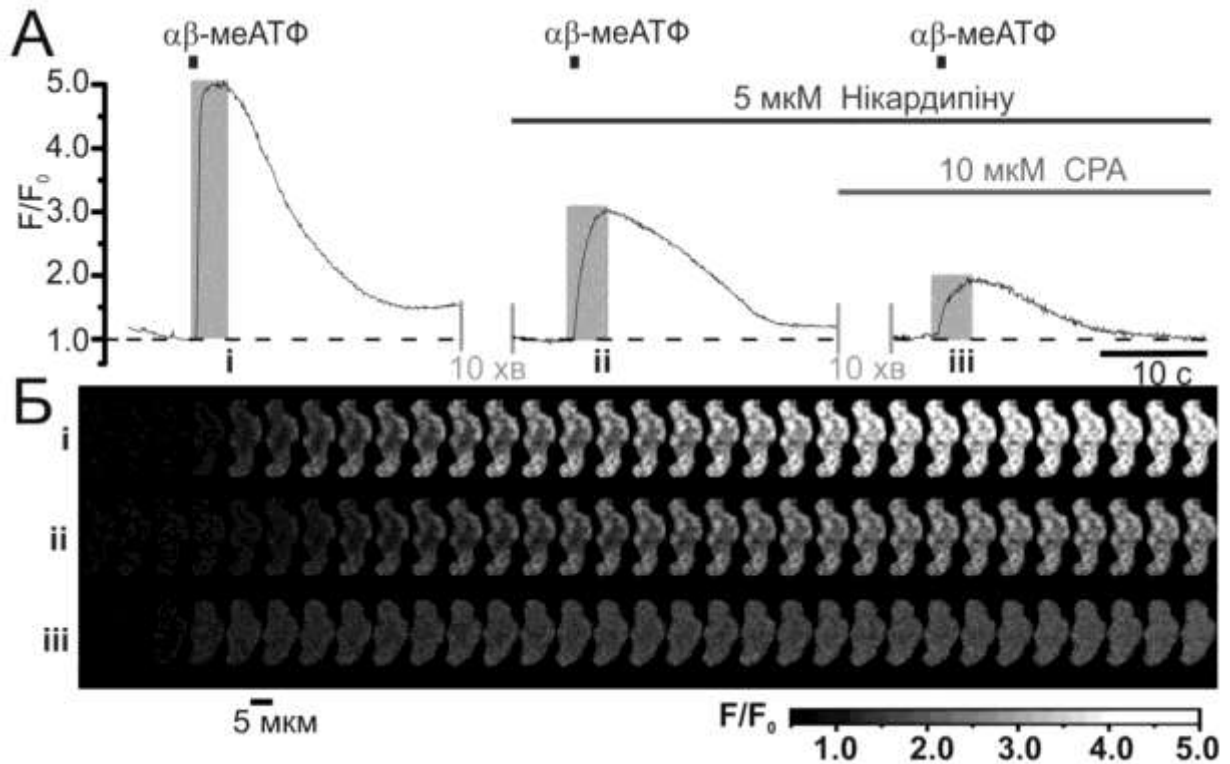 А
αβ-меАТФ
αβ-меАТФ
αβ-меАТФ
5 мкМ Нікардипіну
10 мкМ CPA
F/F₀
5.0
4.0
3.0
2.0
1.0
i
10 хв
ii
10 хв
iii
10 с
Б
i
ii
iii
5 мкм
F/F₀
1.0 2.0 3.0 4.0 5.0